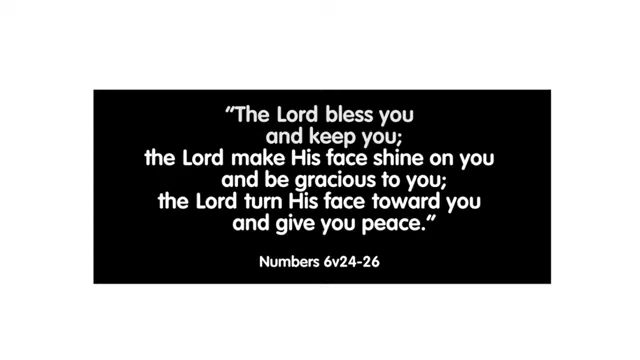 “The Lord bless you
and keep you;
the Lord make His face shine on you
and be gracious to you;
the Lord turn His face toward you
and give you peace.”
Numbers 6v24-26